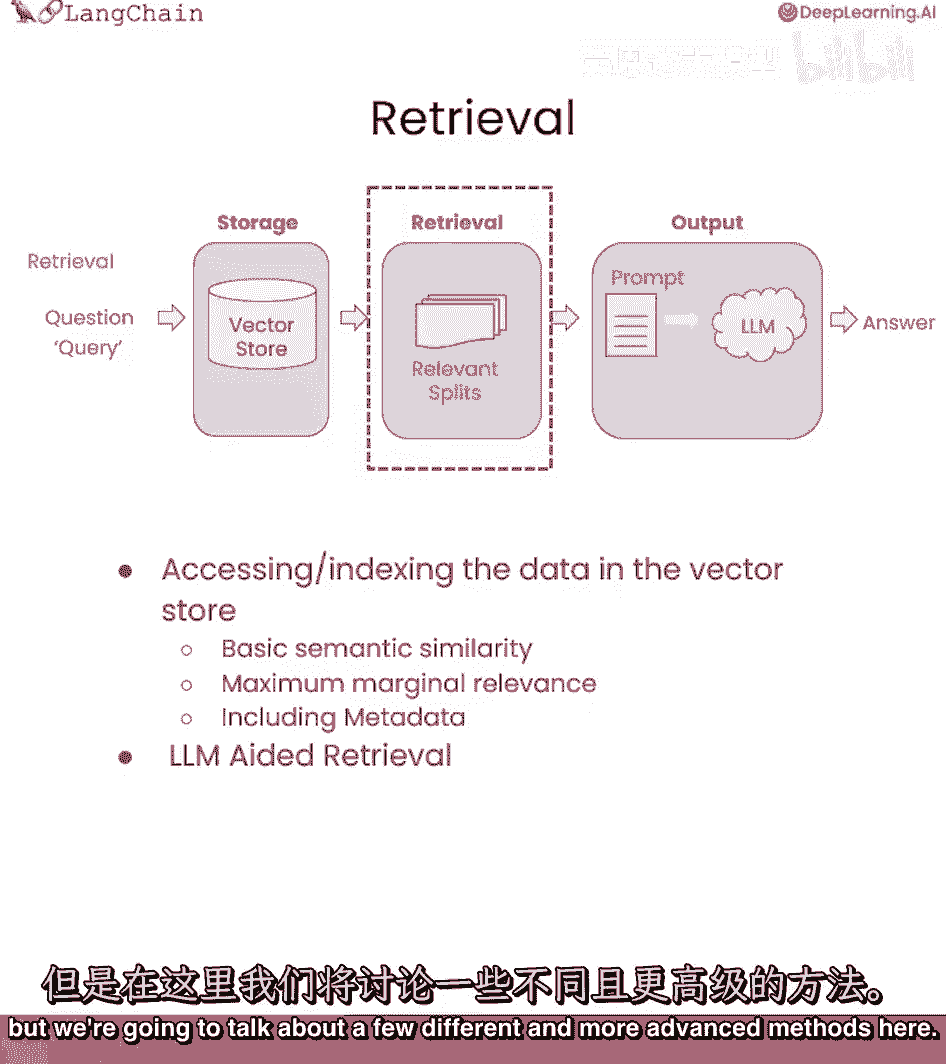 LangChain
DeepLearning.AI
bilibili
Retrieval
Storage
Retrieval
Output
Retrieval
Question
'Query'
Vector
Store
Relevant
Splits
Prompt
LLM
Answer
Accessing/indexing the data in the vector
store
Basic semantic similarity
Maximum marginal relevance
Including Metadata
LLM Aided Retrieval
但是在这里我们将讨论一些不同且更高级的方法。
but we're going to talk about a few different and more advanced methods here.